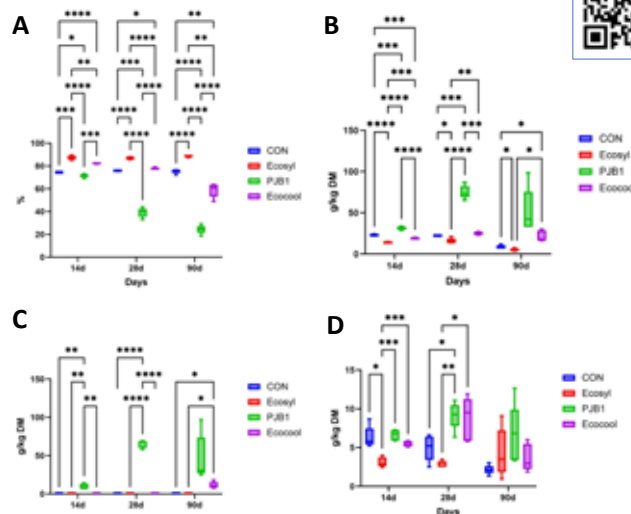 A
**** * **
* *** ****
** **** ****
**** **** ****
*** *** **** **** ****
100
80
60
40
20
0
%
14d 28d 90d
Days
CON
Ecosyl
PJB1
Ecocool
B
***
*** **
*** ***
**** * *** *
**** **** **** * *
150
100
50
0
g/kg DM
14d 28d 90d
Days
CON
Ecosyl
PJB1
Ecocool
C
** **** *
** **** *
** ****
150
100
50
0
g/kg DM
14d 28d 90d
Days
CON
Ecosyl
PJB1
Ecocool
D
*** *
*** *
* **
15
10
5
0
g/kg DM
14d 28d 90d
Days
CON
Ecosyl
PJB1
Ecocool